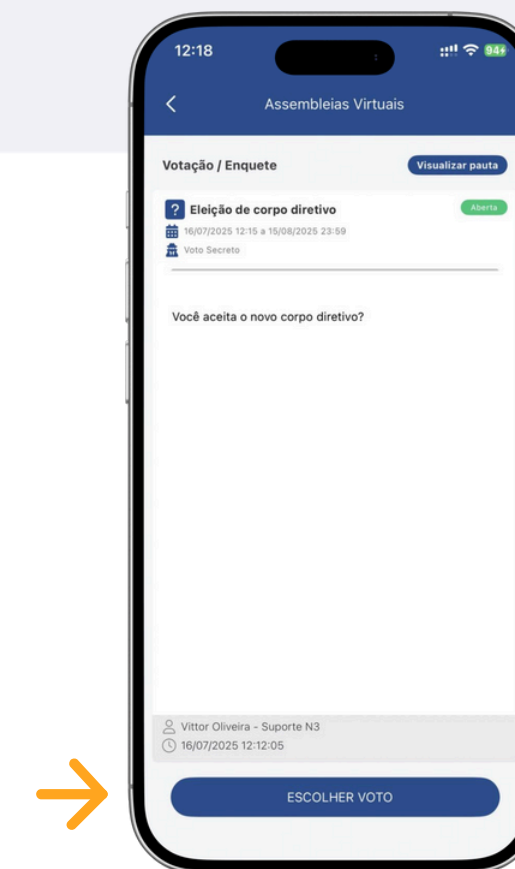 12:18
94
Assembleias Virtuais
Votação / Enquete
Visualizar pauta
? Eleição de corpo diretivo
Aberta
16/07/2025 12:15 a 15/08/2025 23:59
Voto Secreto
Você aceita o novo corpo diretivo?
Vittor Oliveira - Suporte N3
16/07/2025 12:12:05
ESCOLHER VOTO